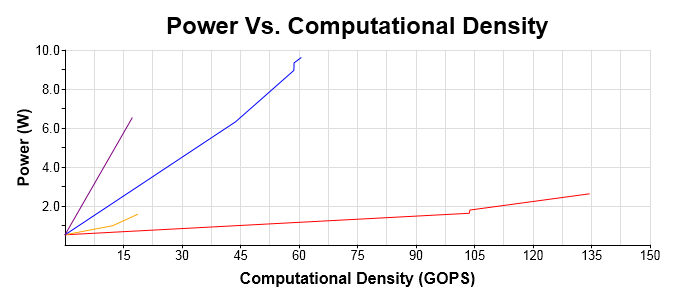 Power Vs. Computational Density
10.0
8.0
6.0
4.0
2.0
Power (W)
15 30 45 60 75 90 105 120 135 150
Computational Density (GOPS)